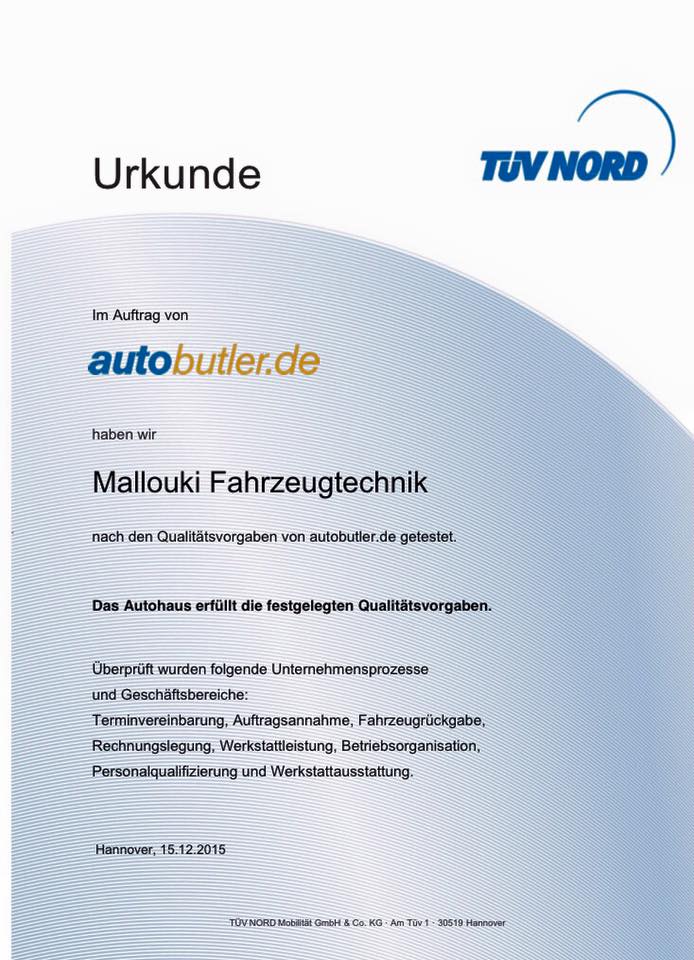 Urkunde
TÜV NORD
Im Auftrag von
autobutler.de
haben wir
Mallouki Fahrzeugtechnik
nach den Qualitätsvorgaben von autobutler.de getestet.
Das Autohaus erfüllt die festgelegten Qualitätsvorgaben.
Überprüft wurden folgende Unternehmensprozesse
und Geschäftsbereiche:
Terminvereinbarung, Auftragsannahme, Fahrzeugrückgabe,
Rechnungslegung, Werkstattleistung, Betriebsorganisation,
Personalqualifizierung und Werkstattausstattung.
Hannover, 15.12.2015
TÜV NORD Mobilität GmbH & Co. KG · Am Tüv 1 · 30519 Hannover